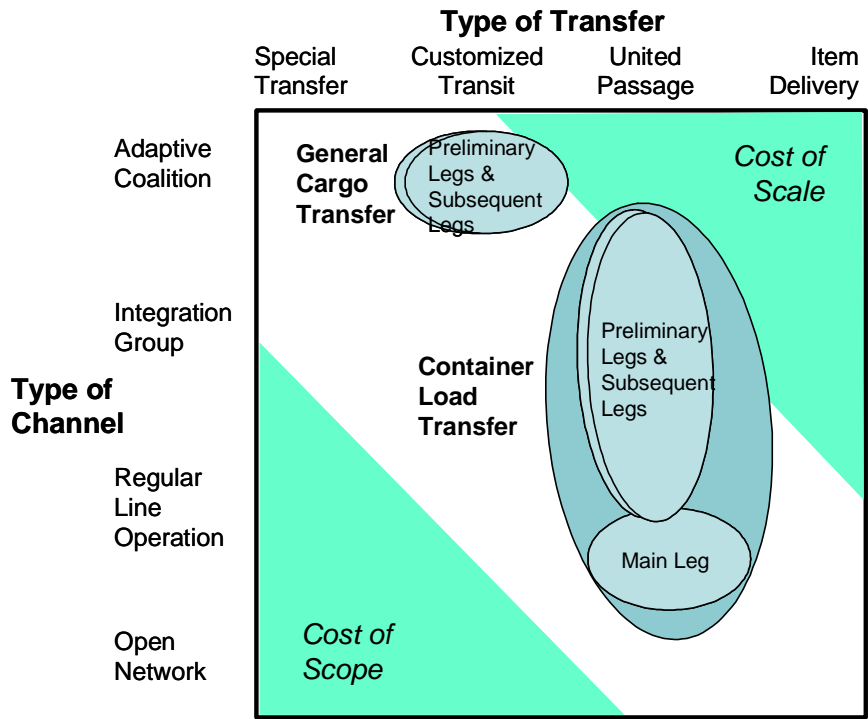 Type of Transfer
Special
Transfer
Customized
Transit
United
Passage
Item
Delivery
Type of
Channel
Adaptive
Coalition
Integration
Group
Regular
Line
Operation
Open
Network
General
Cargo
Transfer
Preliminary
Legs &
Subsequent
Legs
Cost of
Scale
Container
Load
Transfer
Preliminary
Legs &
Subsequent
Legs
Main Leg
Cost of
Scope